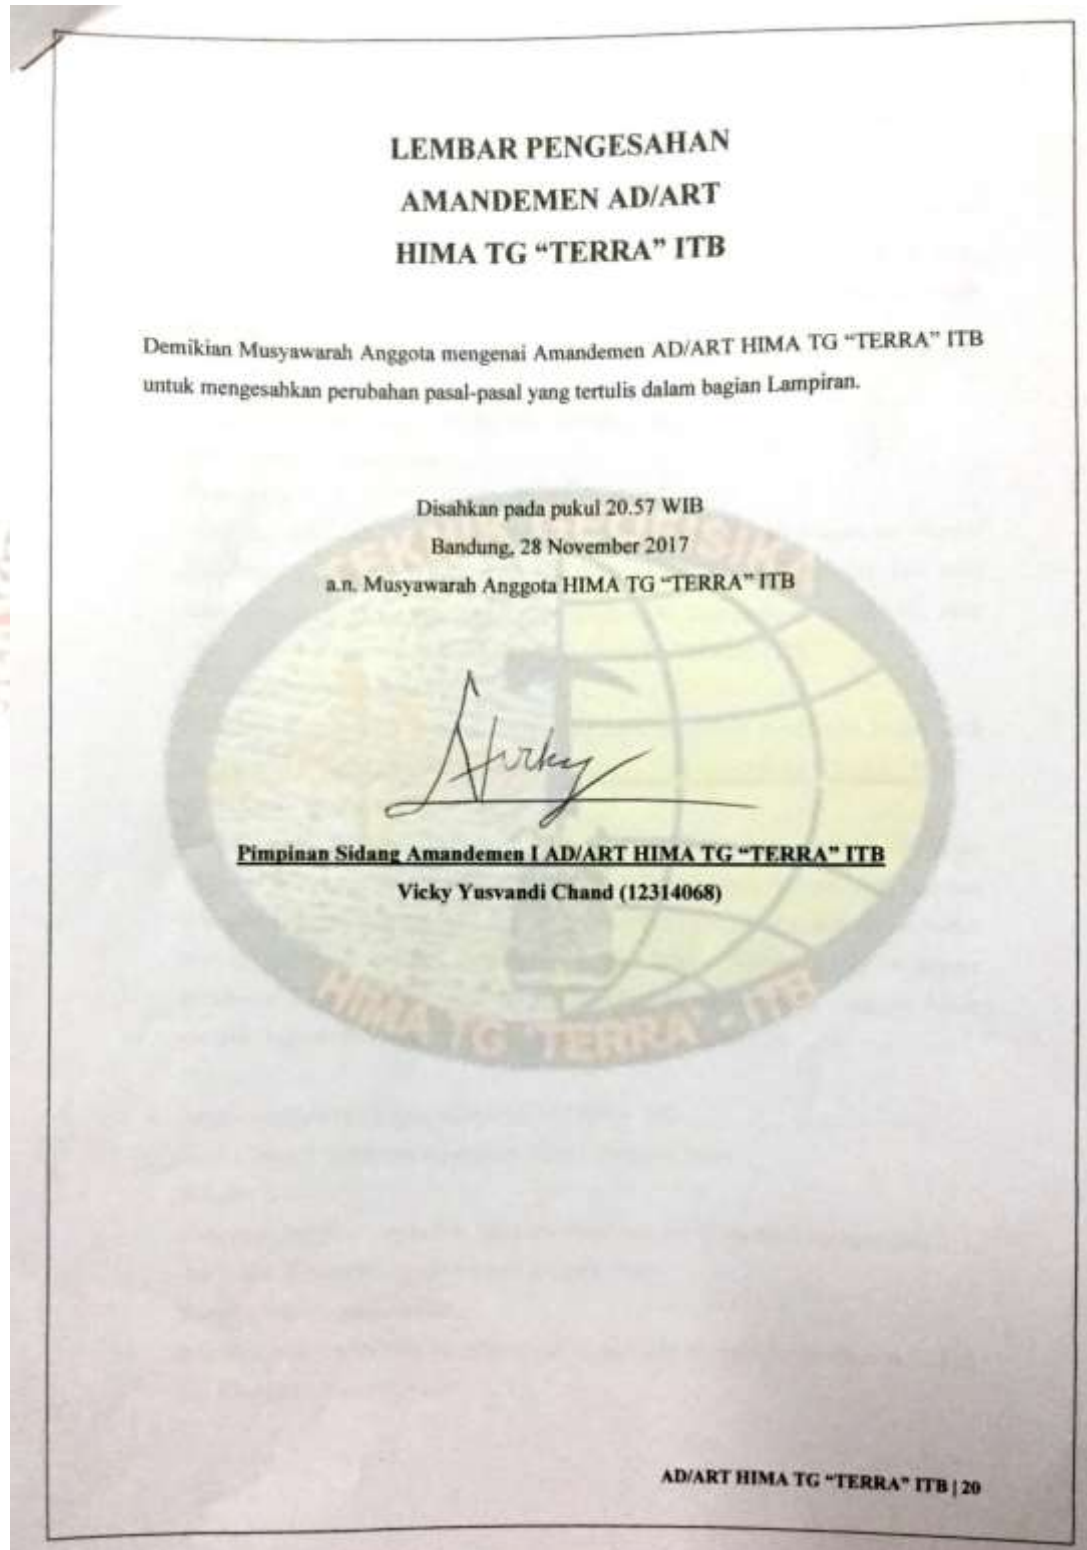 LEMBAR PENGESAHAN
AMANDEMEN AD/ART
HIMA TG “TERRA” ITB
Demikian Musyawarah Anggota mengenai Amandemen AD/ART HIMA TG “TERRA” ITB
untuk mengesahkan perubahan pasal-pasal yang tertulis dalam bagian Lampiran.
Disahkan pada pukul 20.57 WIB
Bandung, 28 November 2017
a.n. Musyawarah Anggota HIMA TG “TERRA” ITB
Pimpinan Sidang Amandemen I AD/ART HIMA TG “TERRA” ITB
Vicky Yusvandi Chand (12314068)
HIMA TG 'TERRA' - ITB
AD/ART HIMA TG “TERRA” ITB | 20